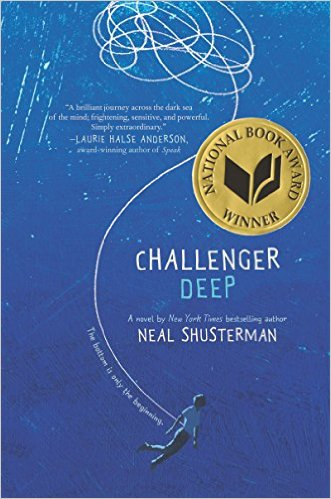 “A brilliant journey across the dark sea
of the mind; frightening, sensitive, and powerful.
Simply extraordinary.”
—LAURIE HALSE ANDERSON,
award-winning author of Speak
NATIONAL BOOK AWARD
WINNER
CHALLENGER
DEEP
A novel by New York Times bestselling author
NEAL SHUSTERMAN
The bottom is only the beginning.